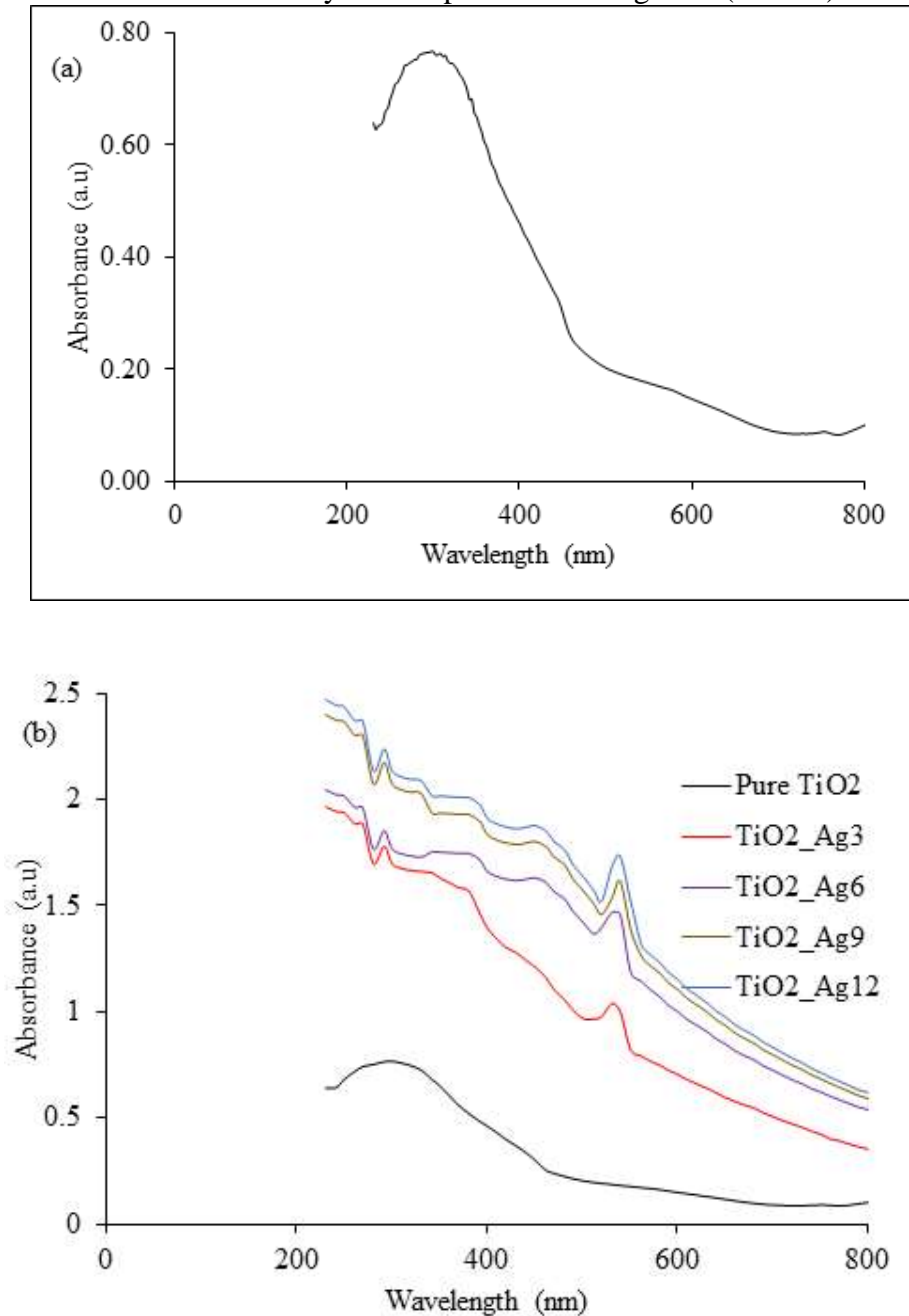 0.80
(a)
0.60
0.40
0.20
0.00
Absorbance (a.u)
0 200 400 600 800
Wavelength (nm)
2.5
(b)
2
1.5
1
0.5
0
Absorbance (a.u)
Pure TiO2
TiO2_Ag3
TiO2_Ag6
TiO2_Ag9
TiO2_Ag12
0 200 400 600 800
Wavelength (nm)